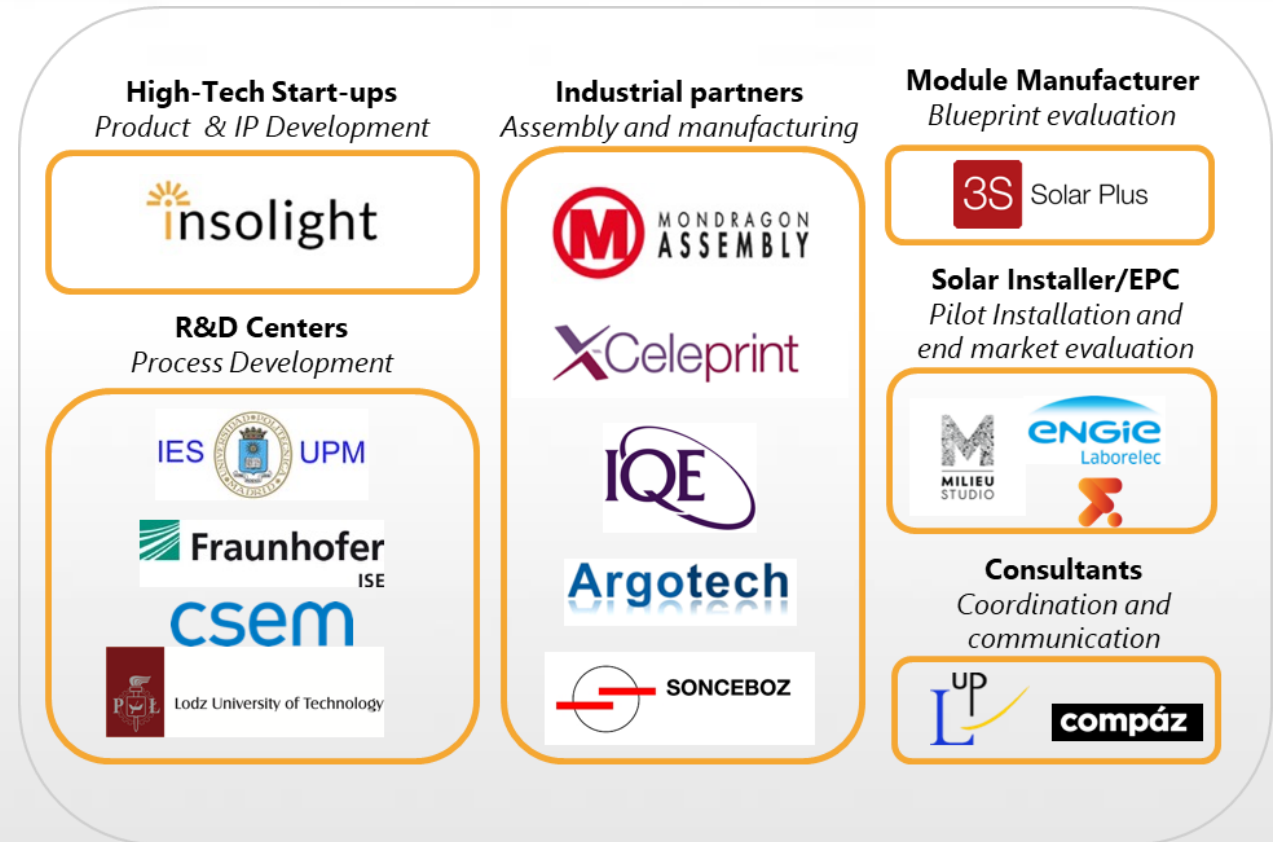 High-Tech Start-ups
Product & IP Development
insolight
R&D Centers
Process Development
IES UPM
UNIVERSIDAD POLITECNICA
MADRID
Fraunhofer
ISE
csem
P Ł
Lodz University of Technology
Industrial partners
Assembly and manufacturing
M MONDRAGON
ASSEMBLY
XCeleprint
IQE
Argotech
SONCEBOZ
Module Manufacturer
Blueprint evaluation
3S Solar Plus
Solar Installer/EPC
Pilot Installation and
end market evaluation
M
MILIEU
STUDIO
ENGIE
Laborelec
Consultants
Coordination and
communication
L UP
compáz